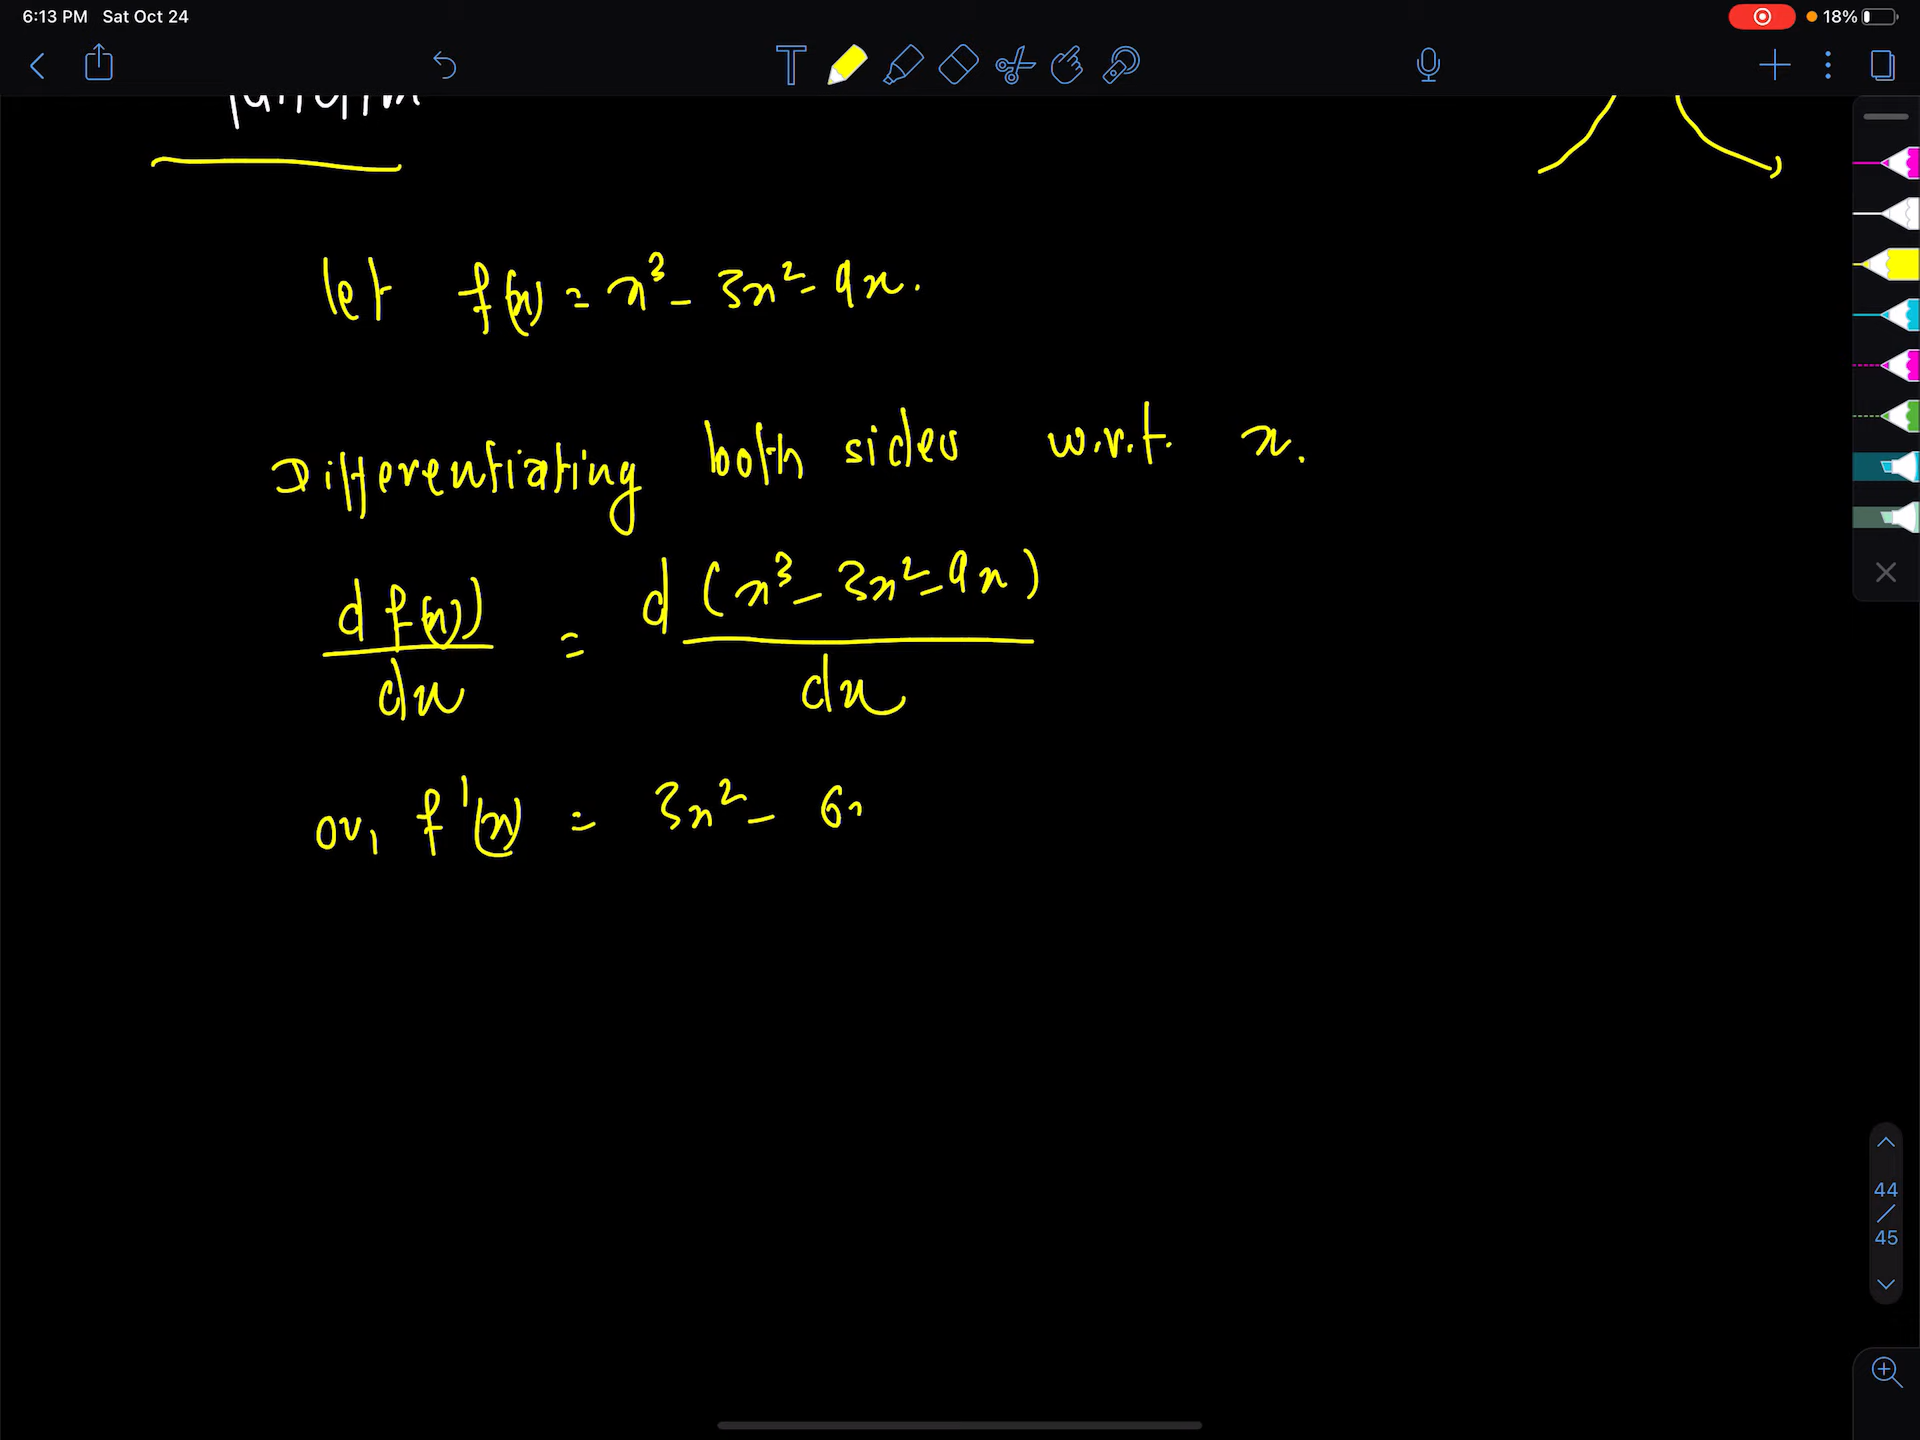 6:13 PM Sat Oct 24
18%
let f(x) = x³ - 3x² - 9x.
Differentiating both sides w.r.t. x.
d f(x)) / dx = d (x³ - 3x² - 9x) / dx
or, f'(x) = 3x² - 6
44
/
45